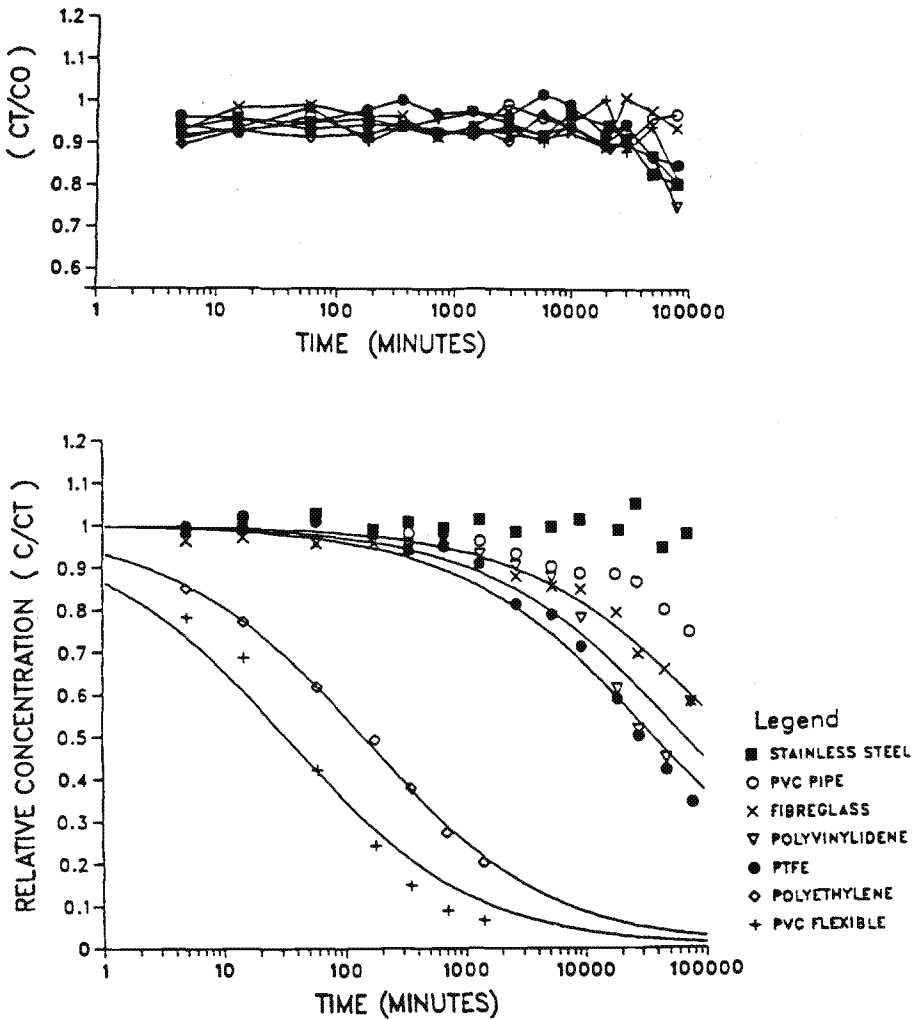 1.2
1.1
1
0.9
0.8
0.7
0.6
( CT/CO )
1 10 100 1000 10000 100000
TIME (MINUTES)
1.2
1.1
1
0.9
0.8
0.7
0.6
0.5
0.4
0.3
0.2
0.1
0
RELATIVE CONCENTRATION ( C/CT )
1 10 100 1000 10000 100000
TIME (MINUTES)
Legend
STAINLESS STEEL
PVC PIPE
FIBREGLASS
POLYVINYLIDENE
PTFE
POLYETHYLENE
PVC FLEXIBLE